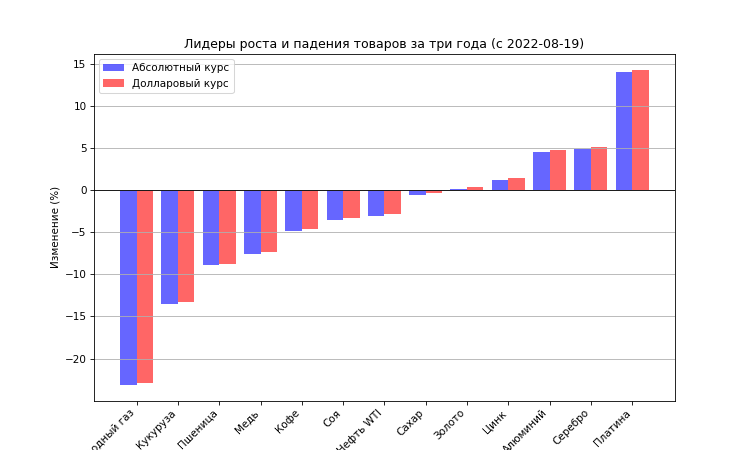 Лидеры роста и падения товаров за три года (с 2022-08-19)
Абсолютный курс
Долларовый курс
Изменение (%)
15
10
5
0
−5
−10
−15
−20
газ
Кукуруза
Пшеница
Медь
Кофе
Соя
Нефть WTI
Сахар
Золото
Цинк
Алюминий
Серебро
Платина